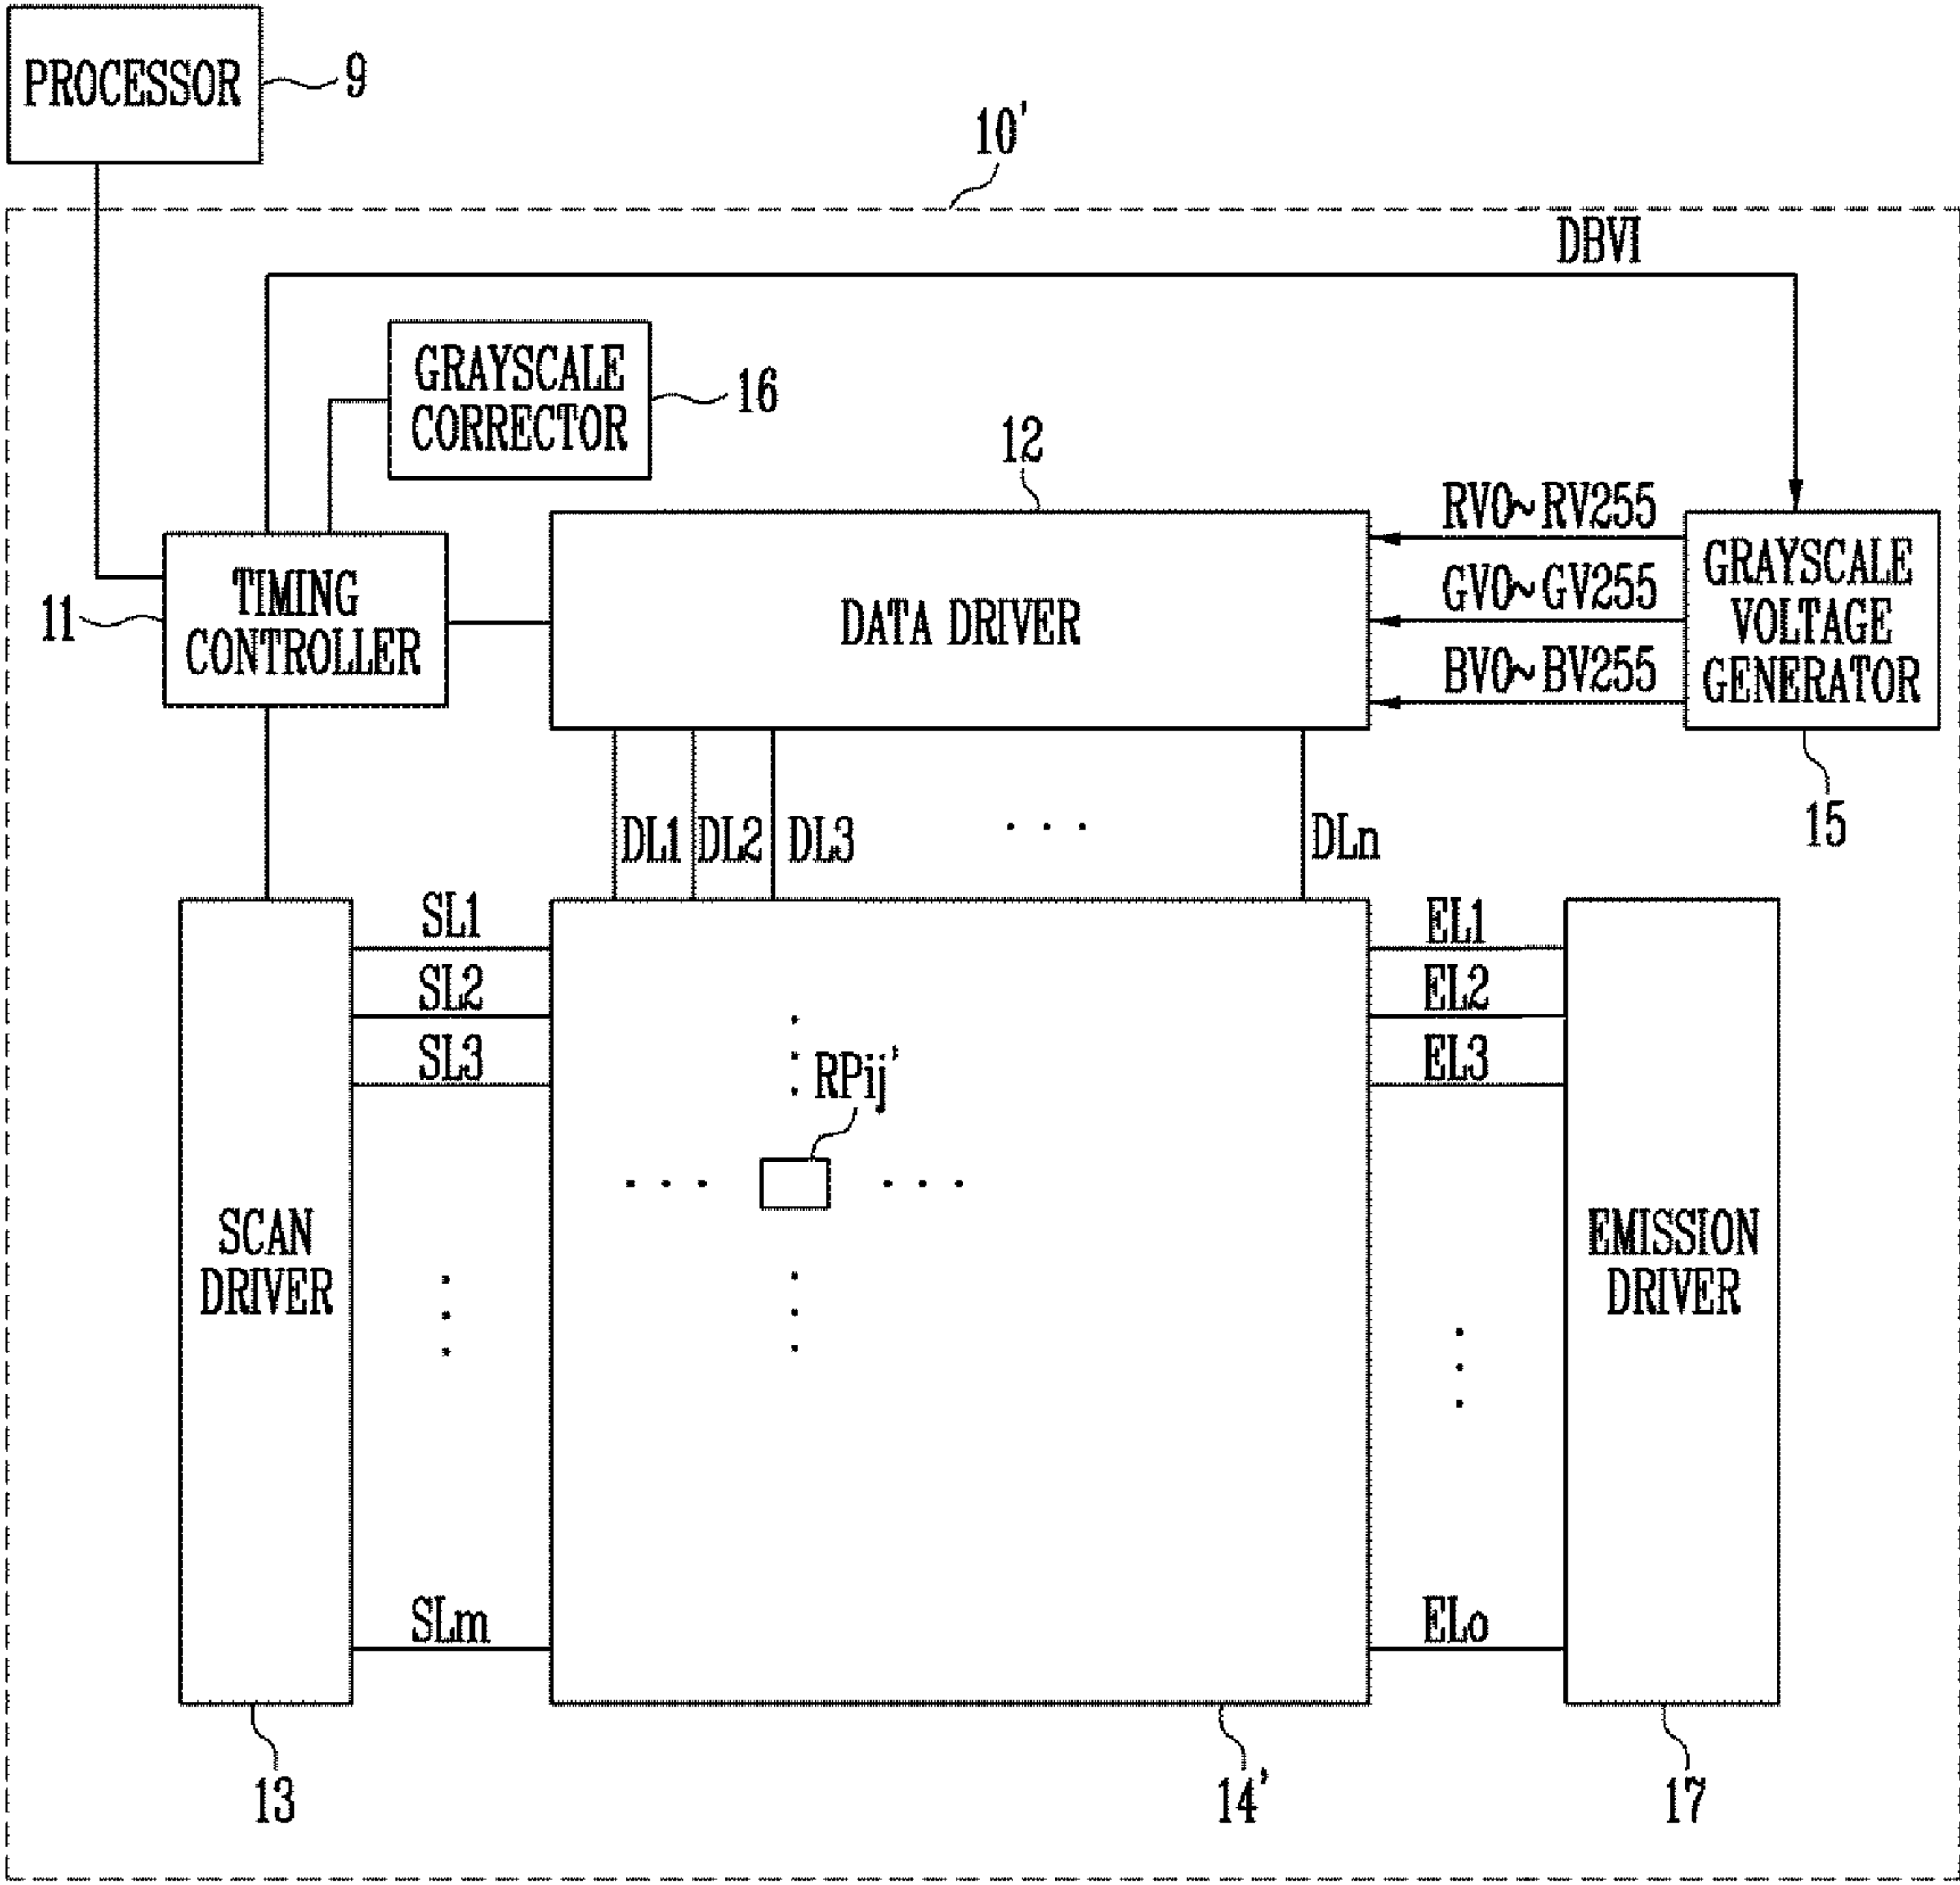 PROCESSOR
9
10'
DBVI
GRAYSCALE
CORRECTOR
16
12
RV0~RV255
GV0~GV255
BV0~BV255
GRAYSCALE
VOLTAGE
GENERATOR
15
TIMING
CONTROLLER
11
DATA DRIVER
DL1 DL2 DL3 . . . DLn
SL1
SL2
SL3
SLm
EL1
EL2
EL3
ELo
RPij'
SCAN
DRIVER
EMISSION
DRIVER
13
14'
17